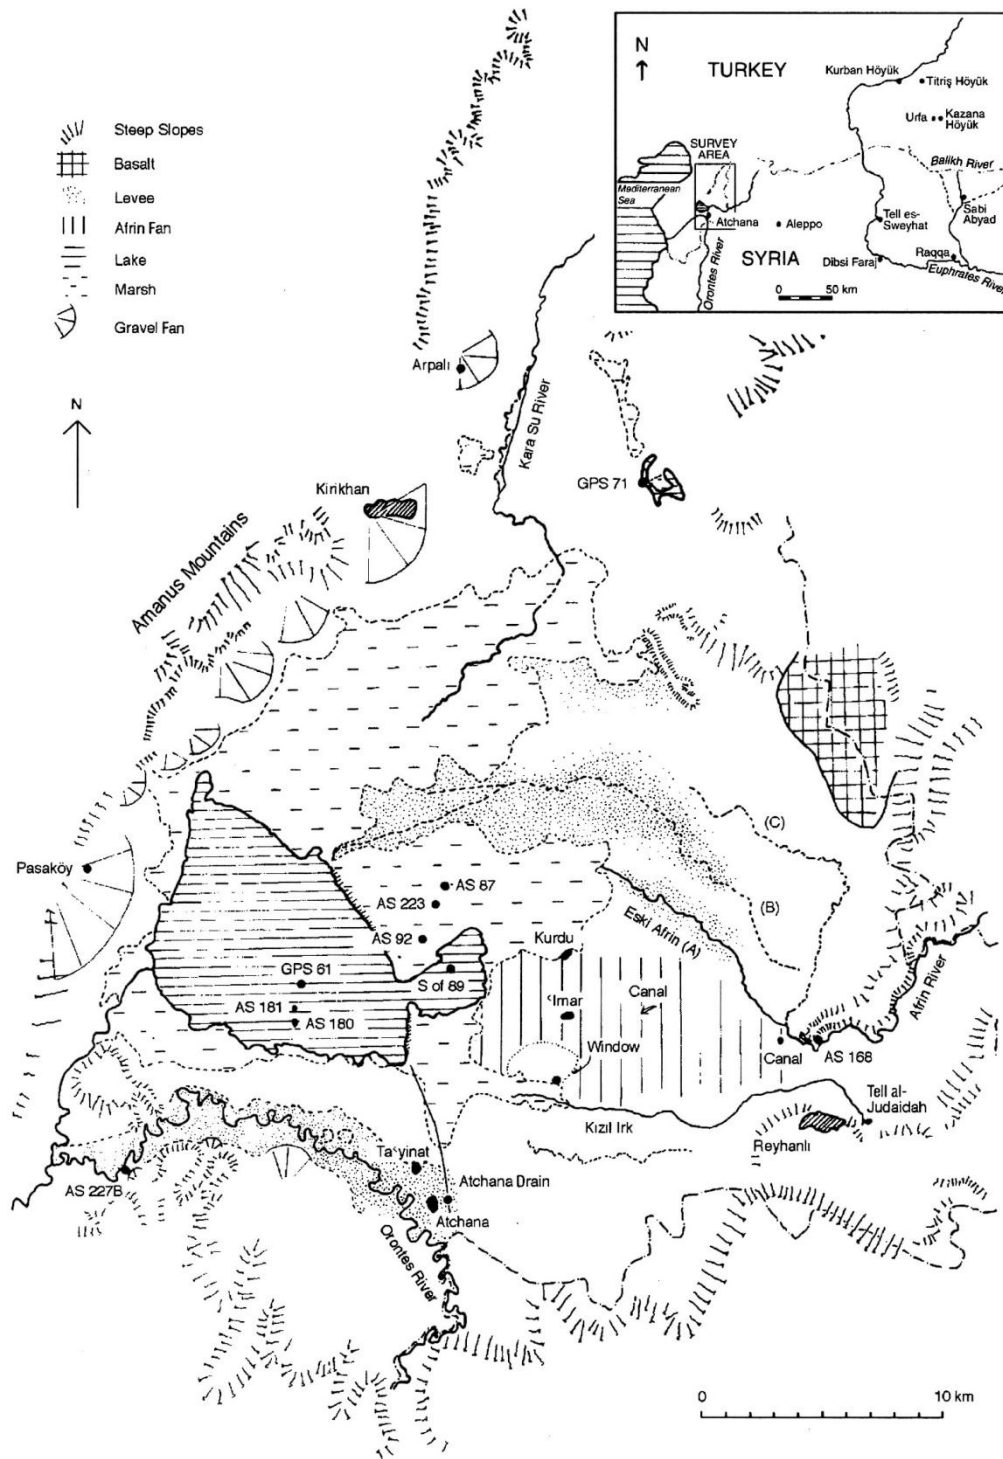 N
TURKEY
Kurban Höyük
Titriş Höyük
Urfa
Kazana
Höyük
SURVEY
AREA
Balikh River
Mediterranean
Sea
Sabi
Abyad
Atchana
Aleppo
Tell es-
Sweyhat
SYRIA
Orontes River
Dibsi Faraj
Raqqa
Euphrates River
0 50 km
Steep Slopes
Basalt
Levee
Afrin Fan
Lake
Marsh
Gravel Fan
N
Arpalı
Kara Su River
GPS 71
Kirikhan
Amanus Mountains
(C)
Pasaköy
AS 87
AS 223
(B)
AS 92
Eski Afrin (A)
Kurdu
GPS 61
S of 89
ʿImar
Canal
Afrin River
AS 181
AS 180
Window
Canal
AS 168
Tell al-
Judaidah
Kızıl Irk
Reyhanlı
Taʿyinat
AS 227B
Atchana Drain
Atchana
Orontes River
0 10 km